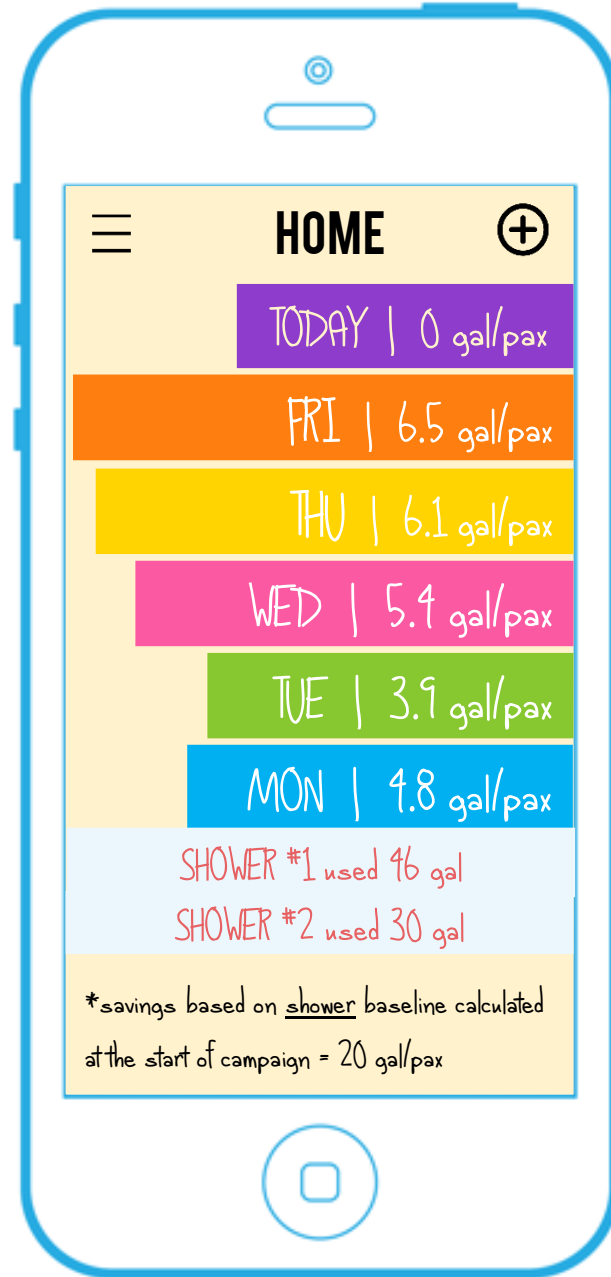 HOME
TODAY | 0 gal/pax
FRI | 6.5 gal/pax
THU | 6.1 gal/pax
WED | 5.4 gal/pax
TUE | 3.9 gal/pax
MON | 4.8 gal/pax
SHOWER #1 used 46 gal
SHOWER #2 used 30 gal
*savings based on shower baseline calculated
at the start of campaign = 20 gal/pax